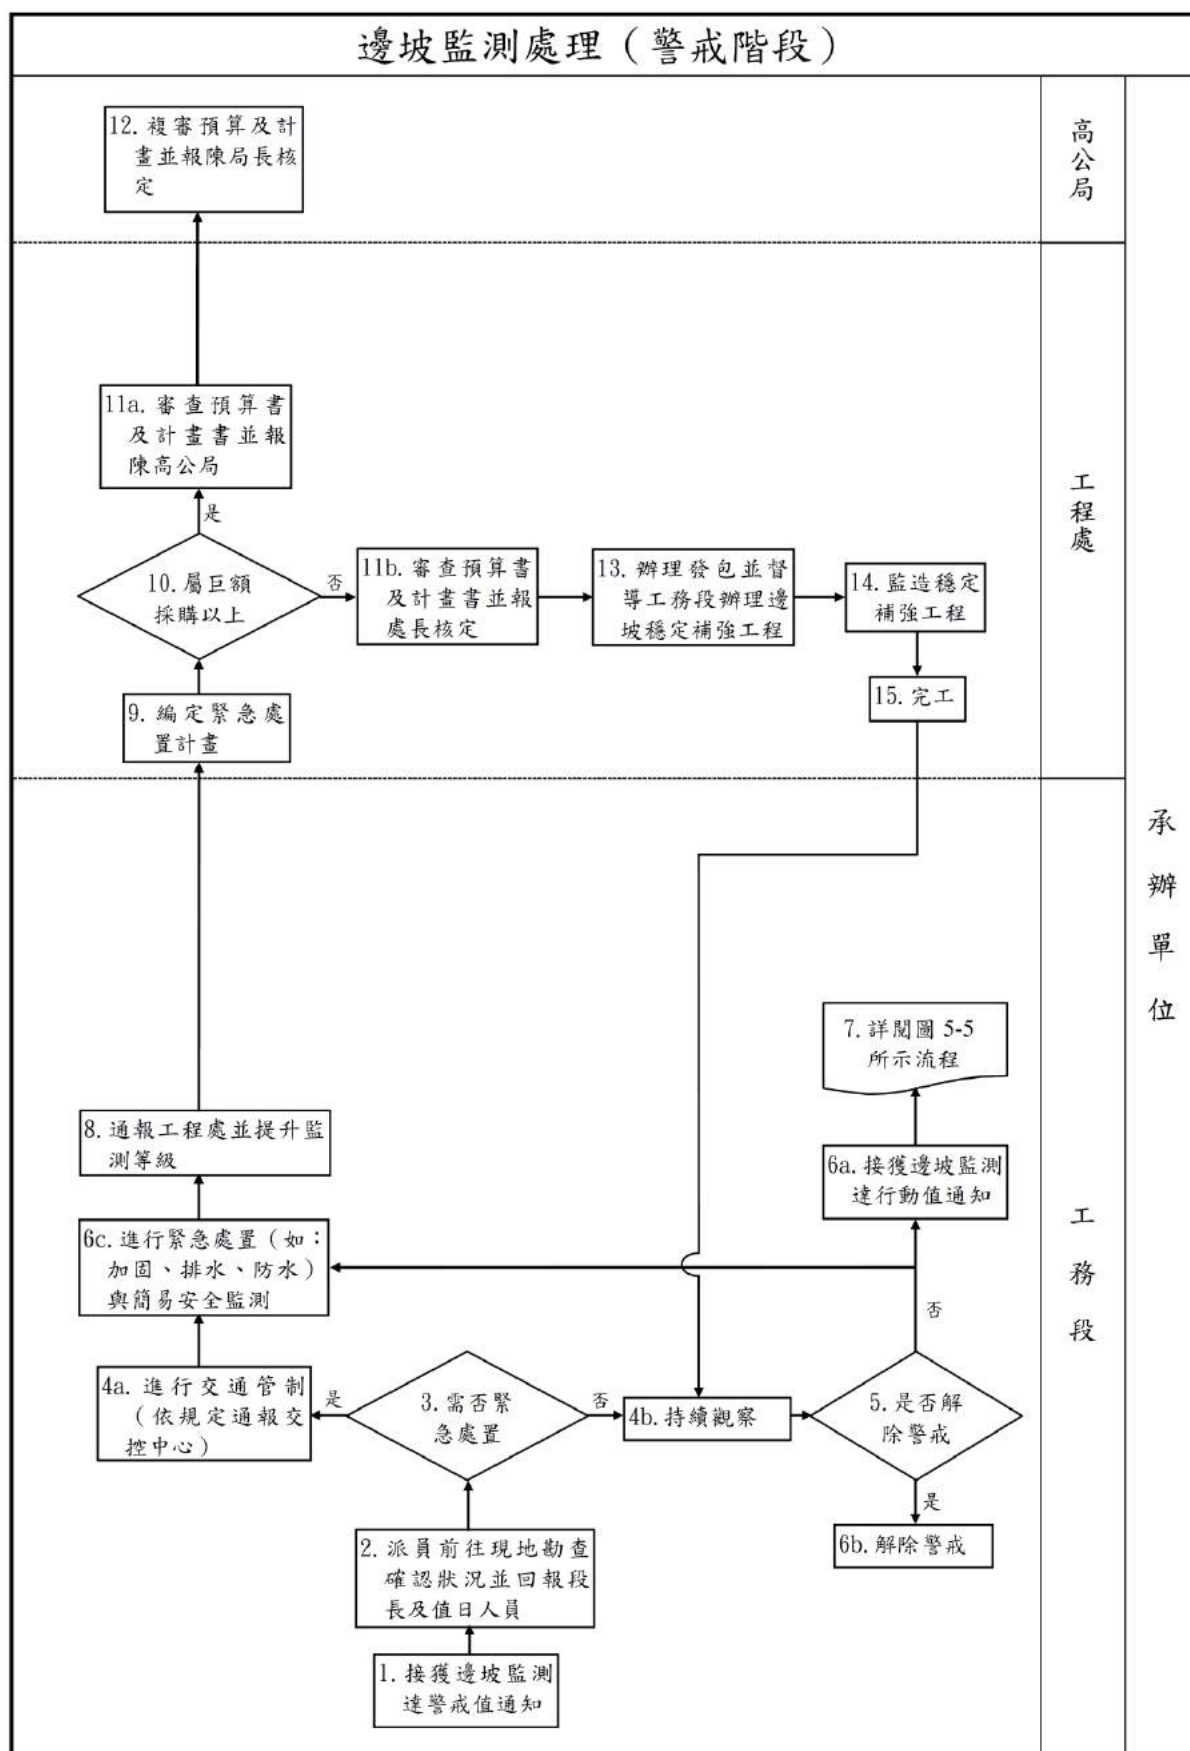 邊坡監測處理（警戒階段）
12. 複審預算及計
畫並報陳局長核
定
高公局
11a. 審查預算書
及計畫書並報
陳高公局
是
10. 屬巨額
採購以上
否
11b. 審查預算書
及計畫書並報
處長核定
13. 辦理發包並督
導工務段辦理邊
坡穩定補強工程
14. 監造穩定
補強工程
15. 完工
9. 編定緊急處
置計畫
工程處
承辦單位
7. 詳閱圖 5-5
所示流程
8. 通報工程處並提升監
測等級
6a. 接獲邊坡監測
達行動值通知
6c. 進行緊急處置（如：
加固、排水、防水）
與簡易安全監測
否
工務段
4a. 進行交通管制
（依規定通報交
控中心）
是
3. 需否緊
急處置
否
4b. 持續觀察
5. 是否解
除警戒
是
6b. 解除警戒
2. 派員前往現地勘查
確認狀況並回報段
長及值日人員
1. 接獲邊坡監測
達警戒值通知